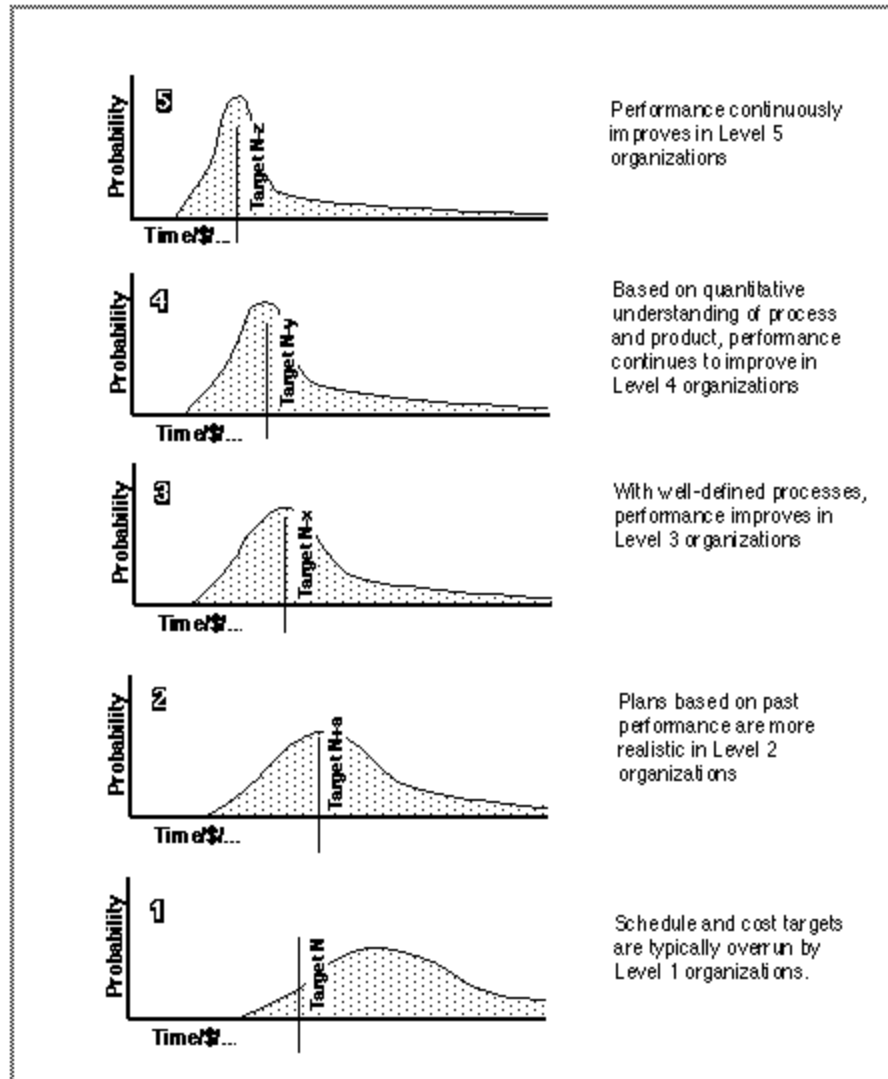 5
Probability
Target N-z
Time/$/...
Performance continuously
improves in Level 5
organizations
4
Probability
Target N-y
Time/$/...
Based on quantitative
understanding of process
and product, performance
continues to improve in
Level 4 organizations
3
Probability
Target N-x
Time/$/...
With well-defined processes,
performance improves in
Level 3 organizations
2
Probability
Target N+a
Time/$/...
Plans based on past
performance are more
realistic in Level 2
organizations
1
Probability
Target N
Time/$/...
Schedule and cost targets
are typically overrun by
Level 1 organizations.